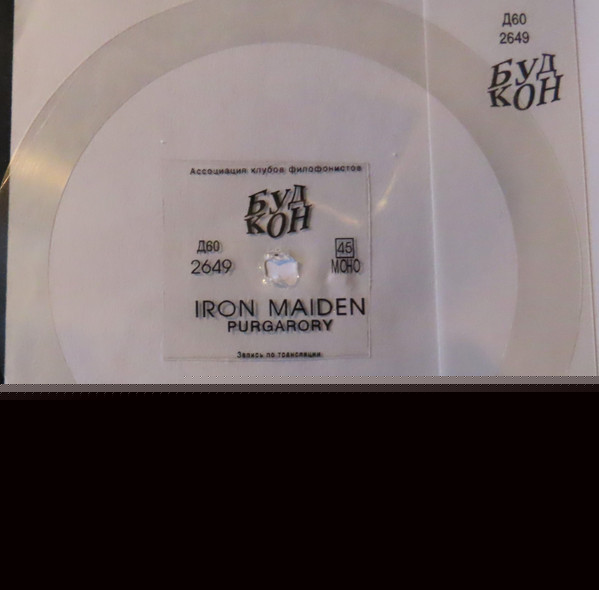 Д60
2649
БУД
КОН
Ассоциация клубов филофонистов
БУД
КОН
Д60
2649
45
МОНО
IRON MAIDEN
PURGARORY
Запись по трансляции